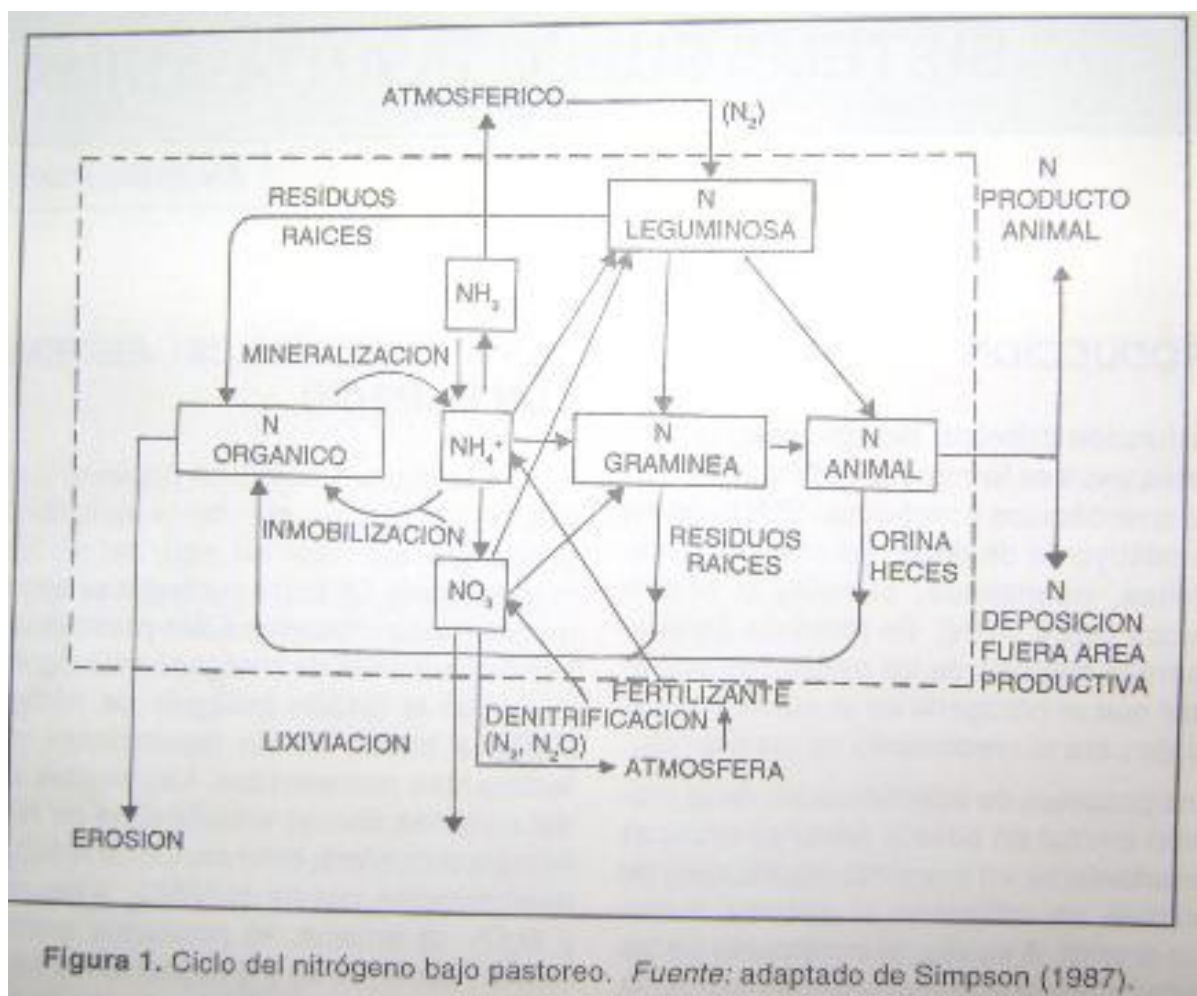 ATMOSFERICO
(N₂)
N
LEGUMINOSA
N
PRODUCTO
ANIMAL
RESIDUOS
RAICES
NH₃
MINERALIZACION
N
ORGANICO
NH₄⁺
N
GRAMINEA
N
ANIMAL
INMOBILIZACION
RESIDUOS
RAICES
ORINA
HECES
NO₃
N
DEPOSICION
FUERA AREA
PRODUCTIVA
FERTILIZANTE
DENITRIFICACION
(N₂, N₂O)
LIXIVIACION
ATMOSFERA
EROSION
Figura 1. Ciclo del nitrógeno bajo pastoreo. Fuente: adaptado de Simpson (1987).